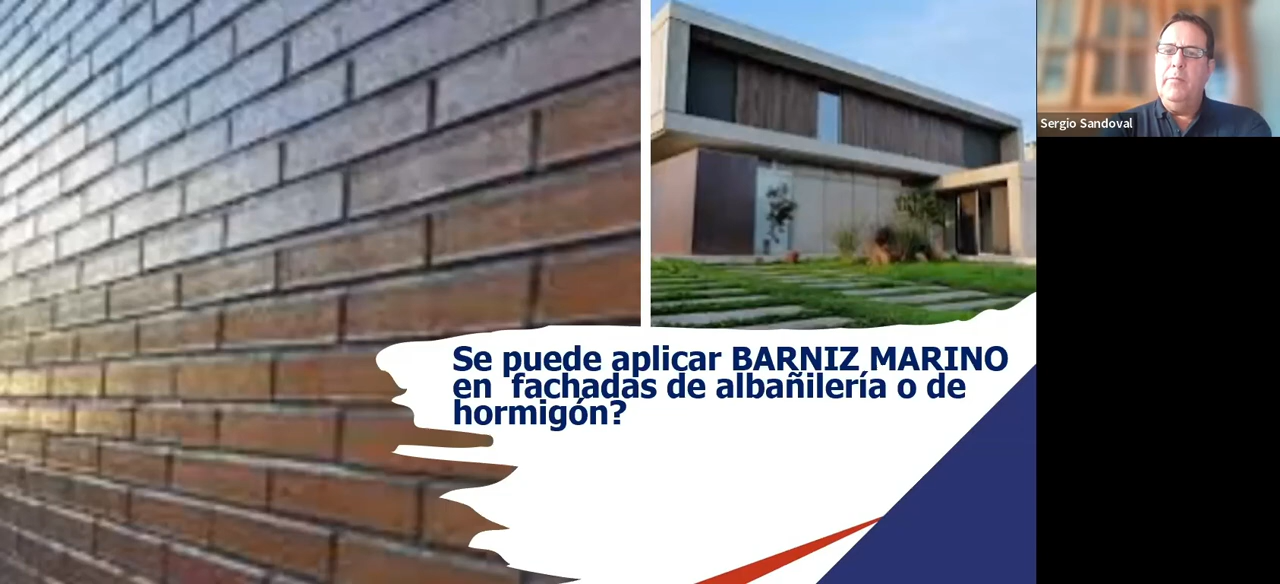 Se puede aplicar BARNIZ MARINO
en  fachadas de albañilería o de
hormigón?
Sergio Sandoval